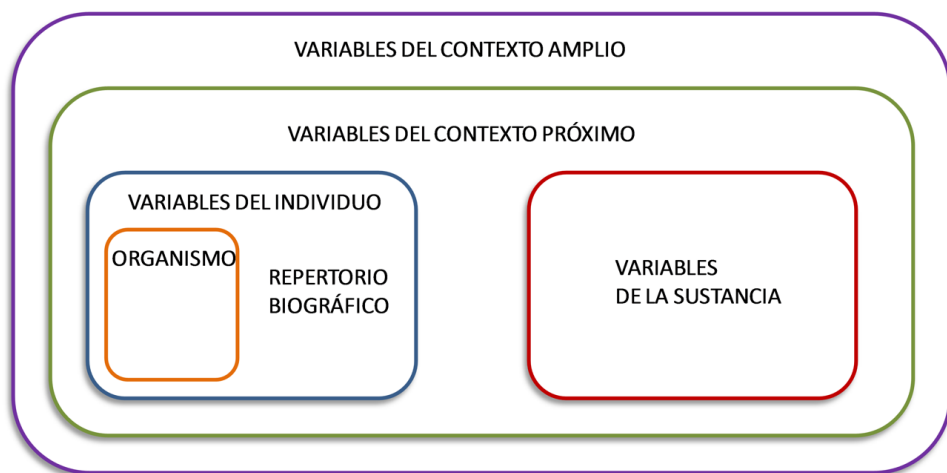 VARIABLES DEL CONTEXTO AMPLIO
VARIABLES DEL CONTEXTO PRÓXIMO
VARIABLES DEL INDIVIDUO
ORGANISMO
REPERTORIO
BIOGRÁFICO
VARIABLES
DE LA SUSTANCIA